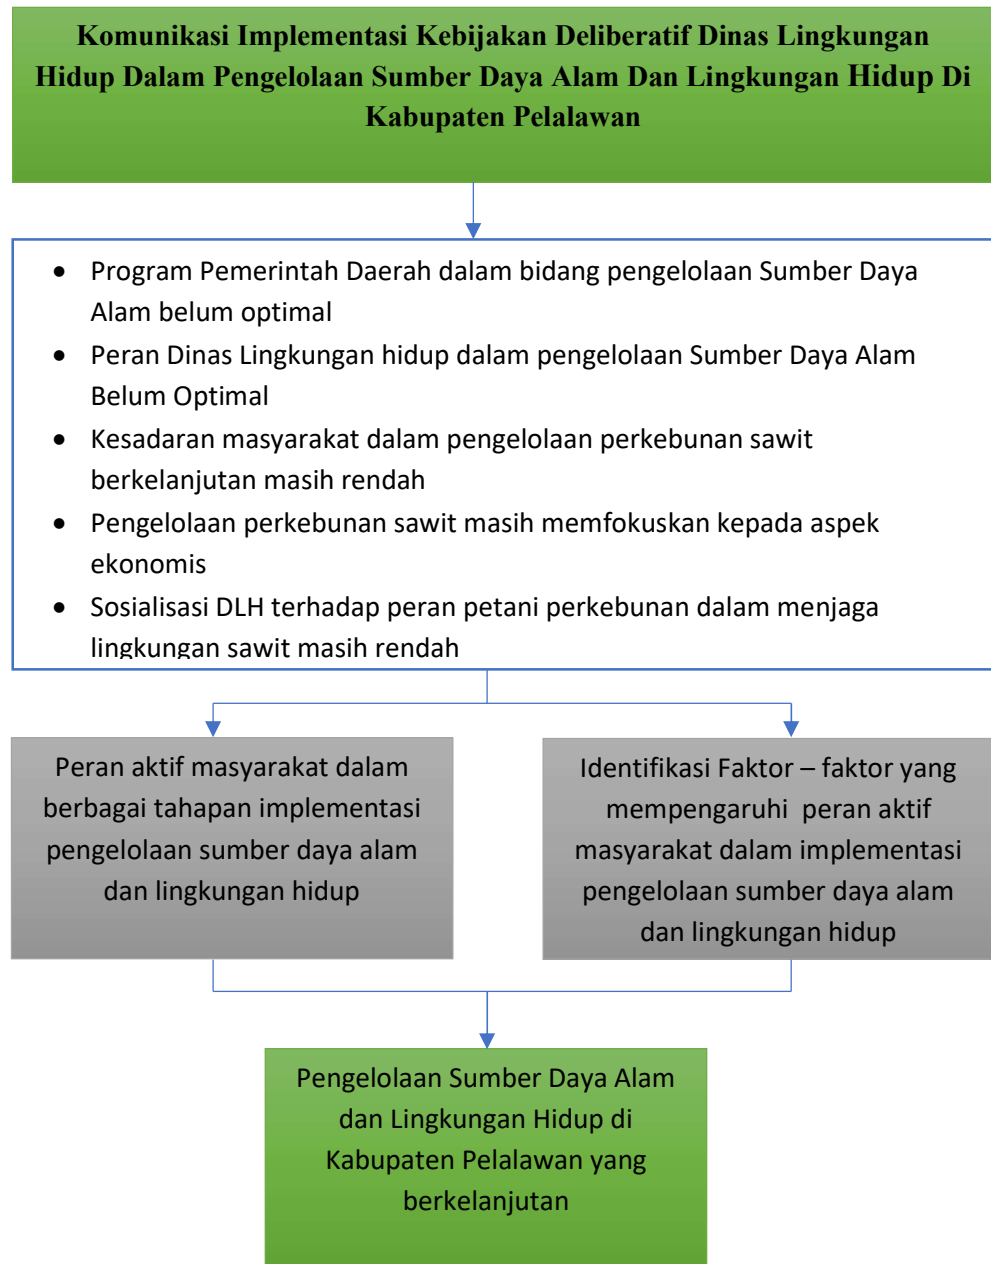 Komunikasi Implementasi Kebijakan Deliberatif Dinas Lingkungan
Hidup Dalam Pengelolaan Sumber Daya Alam Dan Lingkungan Hidup Di
Kabupaten Pelalawan
• Program Pemerintah Daerah dalam bidang pengelolaan Sumber Daya
Alam belum optimal
• Peran Dinas Lingkungan hidup dalam pengelolaan Sumber Daya Alam
Belum Optimal
• Kesadaran masyarakat dalam pengelolaan perkebunan sawit
berkelanjutan masih rendah
• Pengelolaan perkebunan sawit masih memfokuskan kepada aspek
ekonomis
• Sosialisasi DLH terhadap peran petani perkebunan dalam menjaga
lingkungan sawit masih rendah
Peran aktif masyarakat dalam
berbagai tahapan implementasi
pengelolaan sumber daya alam
dan lingkungan hidup
Identifikasi Faktor – faktor yang
mempengaruhi  peran aktif
masyarakat dalam implementasi
pengelolaan sumber daya alam
dan lingkungan hidup
Pengelolaan Sumber Daya Alam
dan Lingkungan Hidup di
Kabupaten Pelalawan yang
berkelanjutan